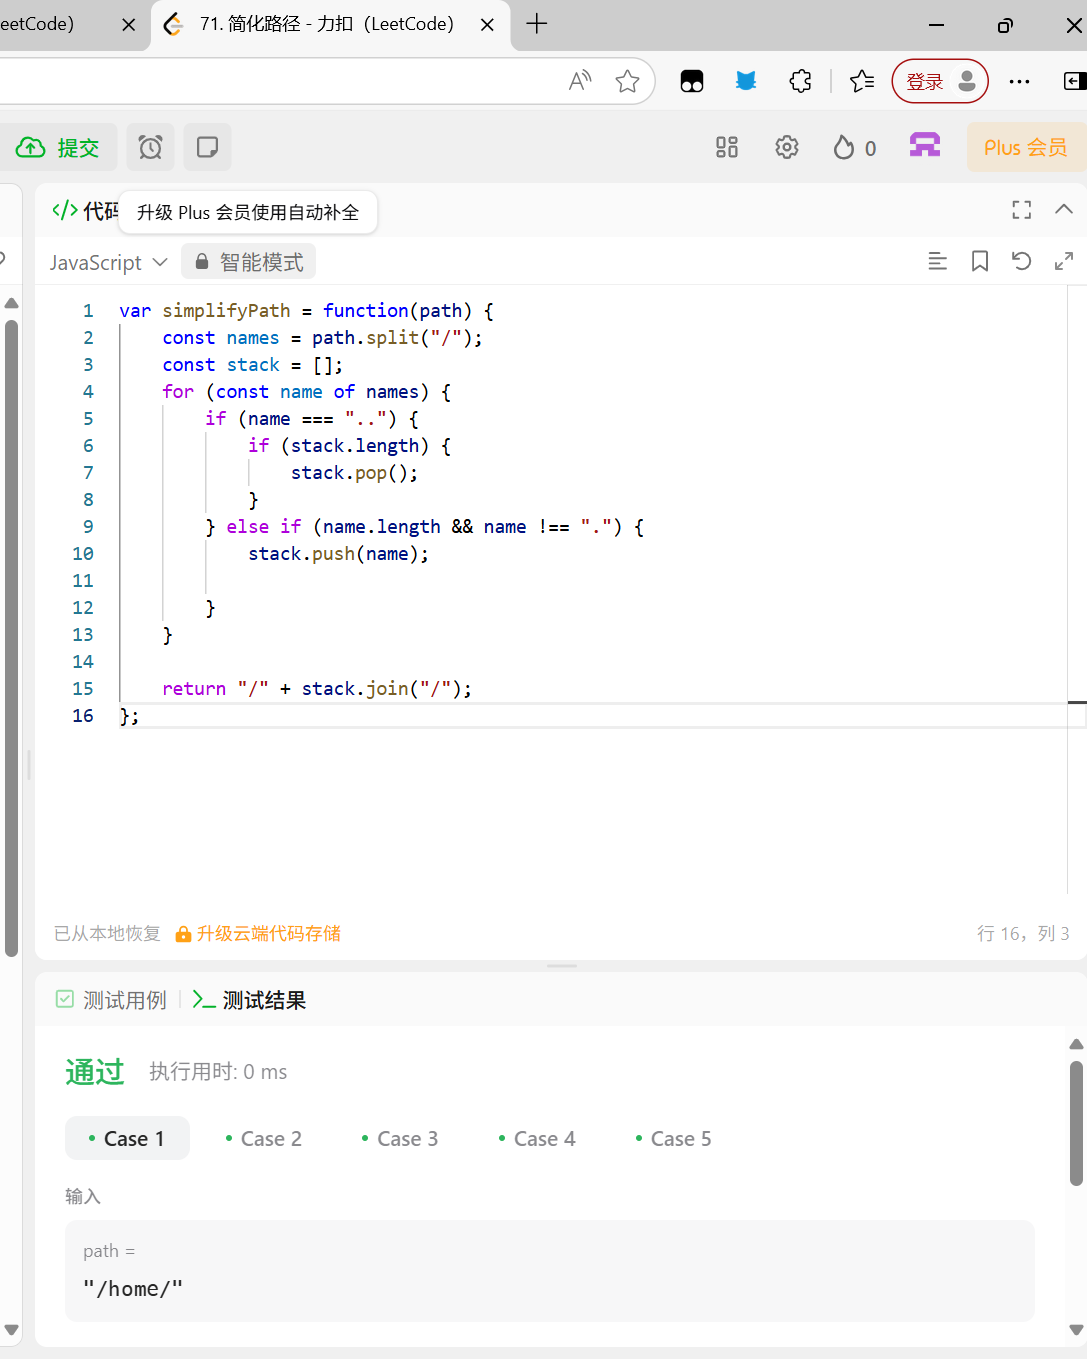 eetCode)
71. 简化路径 - 力扣（LeetCode）
登录
提交
0
Plus 会员
</> 代码
升级 Plus 会员使用自动补全
JavaScript
智能模式
1 var simplifyPath = function(path) {
2     const names = path.split("/");
3     const stack = [];
4     for (const name of names) {
5         if (name === "..") {
6             if (stack.length) {
7                 stack.pop();
8             }
9         } else if (name.length && name !== ".") {
10             stack.push(name);
11
12         }
13     }
14
15     return "/" + stack.join("/");
16 };
已从本地恢复
升级云端代码存储
行 16，列 3
测试用例
测试结果
通过
执行用时: 0 ms
Case 1
Case 2
Case 3
Case 4
Case 5
输入
path =
"/home/"